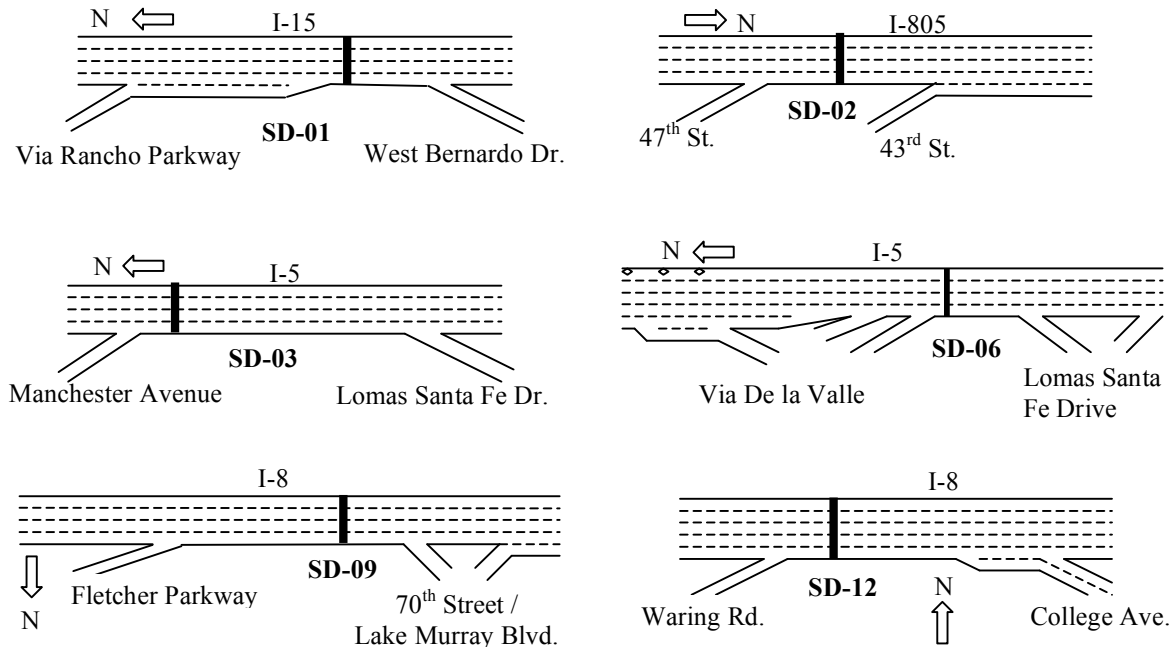 N
I-15
SD-01
Via Rancho Parkway
West Bernardo Dr.
N
I-805
47th St.
SD-02
43rd St.
N
I-5
SD-03
Manchester Avenue
Lomas Santa Fe Dr.
N
I-5
SD-06
Via De la Valle
Lomas Santa
Fe Drive
I-8
SD-09
Fletcher Parkway
70th Street /
Lake Murray Blvd.
N
I-8
SD-12
Waring Rd.
N
College Ave.